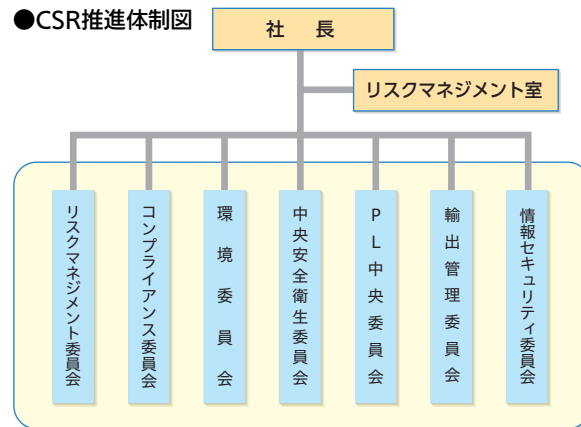 ●CSR推進体制図
社　長
リスクマネジメント室
リスクマネジメント委員会
コンプライアンス委員会
環境委員会
中央安全衛生委員会
PL中央委員会
輸出管理委員会
情報セキュリティ委員会